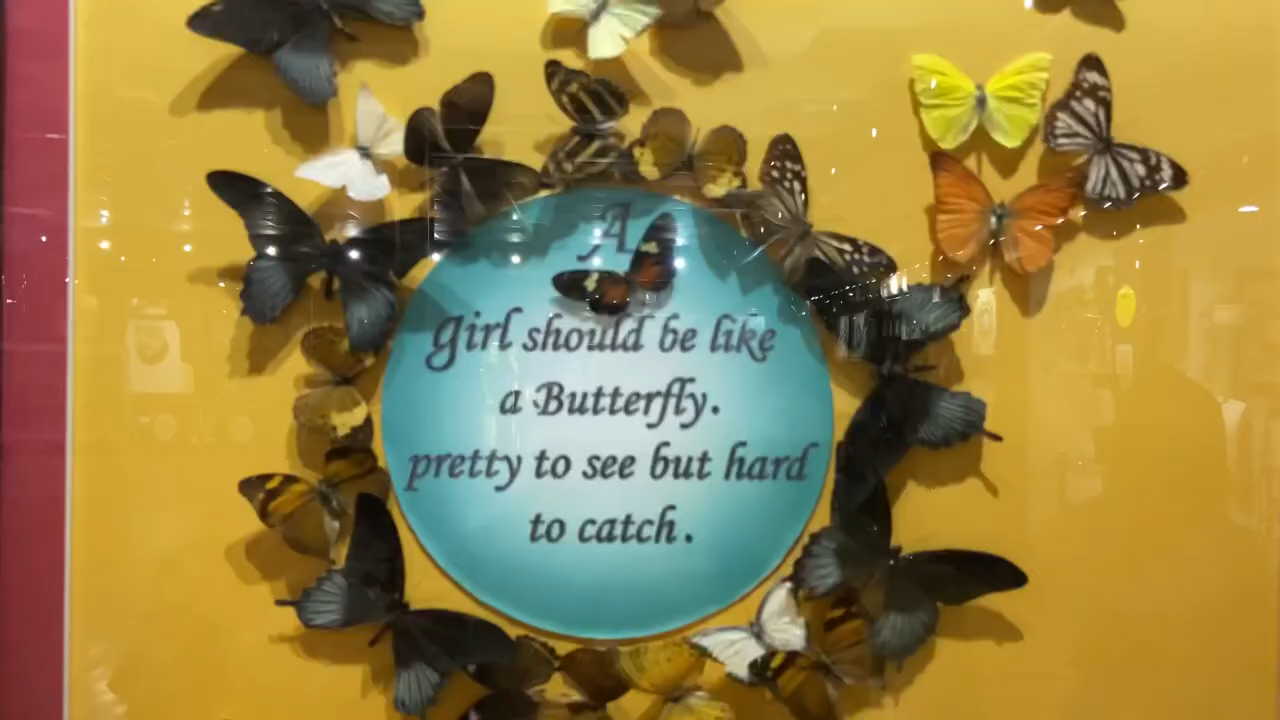 A
girl should be like
a Butterfly.
pretty to see but hard
to catch.